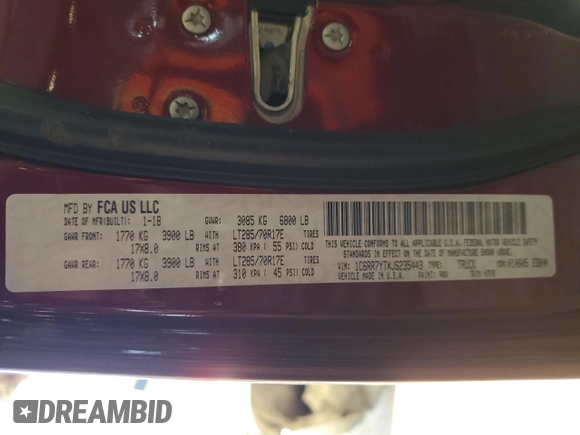 MFD BY FCA US LLC
DATE OF MFR(BUILT): 1-18 GVWR: 3085 KG 6800 LB
GAWR FRONT: 1770 KG 3900 LB WITH LT285/70R17E TIRES
17X8.0 RIMS AT 380 KPA ( 55 PSI) COLD
GAWR REAR: 1770 KG 3900 LB WITH LT285/70R17E TIRES
17X8.0 RIMS AT 310 KPA ( 45 PSI) COLD
THIS VEHICLE CONFORMS TO ALL APPLICABLE U.S.A. FEDERAL MOTOR VEHICLE SAFETY
STANDARDS IN EFFECT ON THE DATE OF MANUFACTURE SHOWN ABOVE.
VIN: 1C6RR7YTXJS235443 TYPE: TRUCK MDH:
VEHICLE MADE IN U.S.A. PAINT: TRIM:
DREAMBID